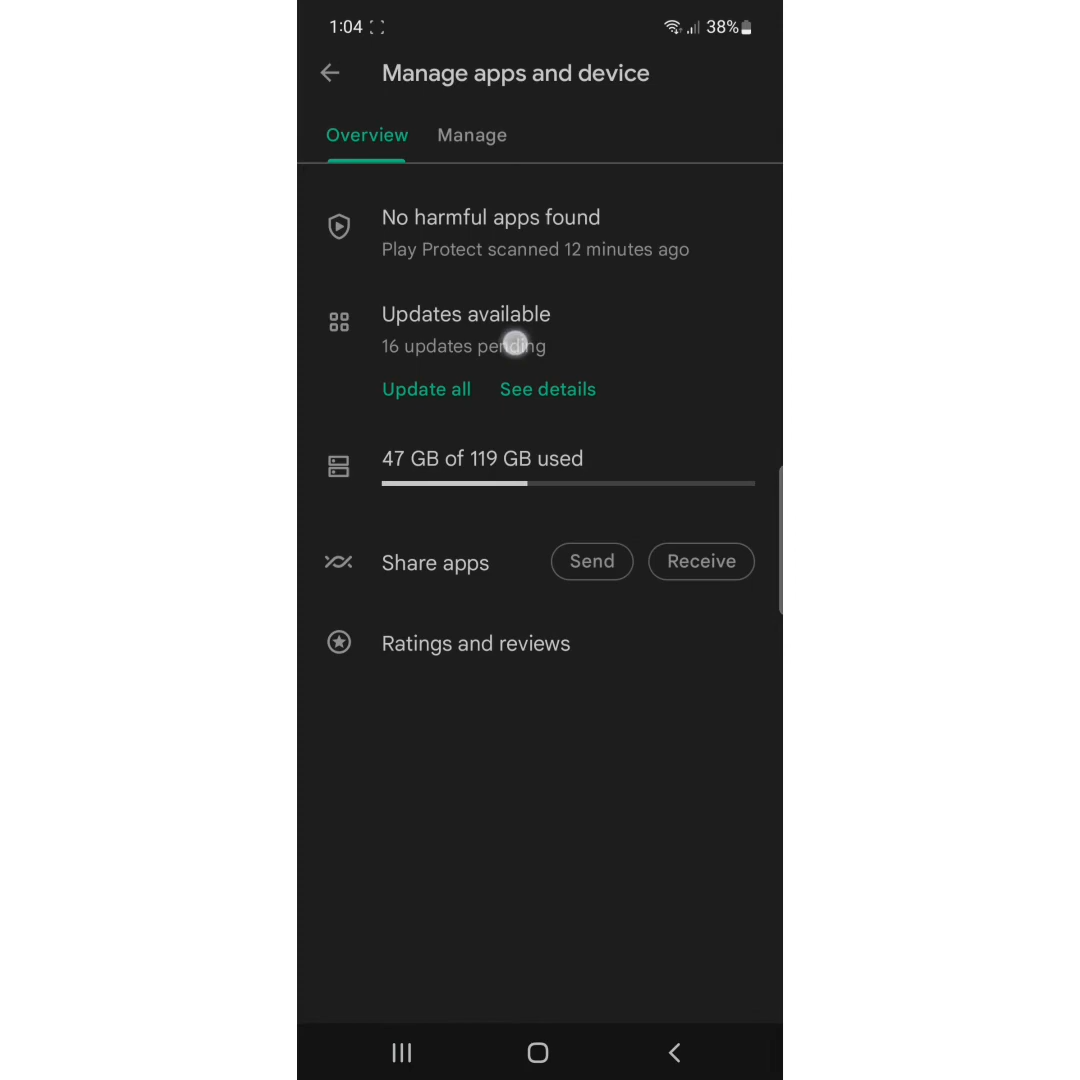 1:04 38%
Manage apps and device
Overview Manage
No harmful apps found
Play Protect scanned 12 minutes ago
Updates available
16 updates pending
Update all See details
47 GB of 119 GB used
Share apps Send Receive
Ratings and reviews